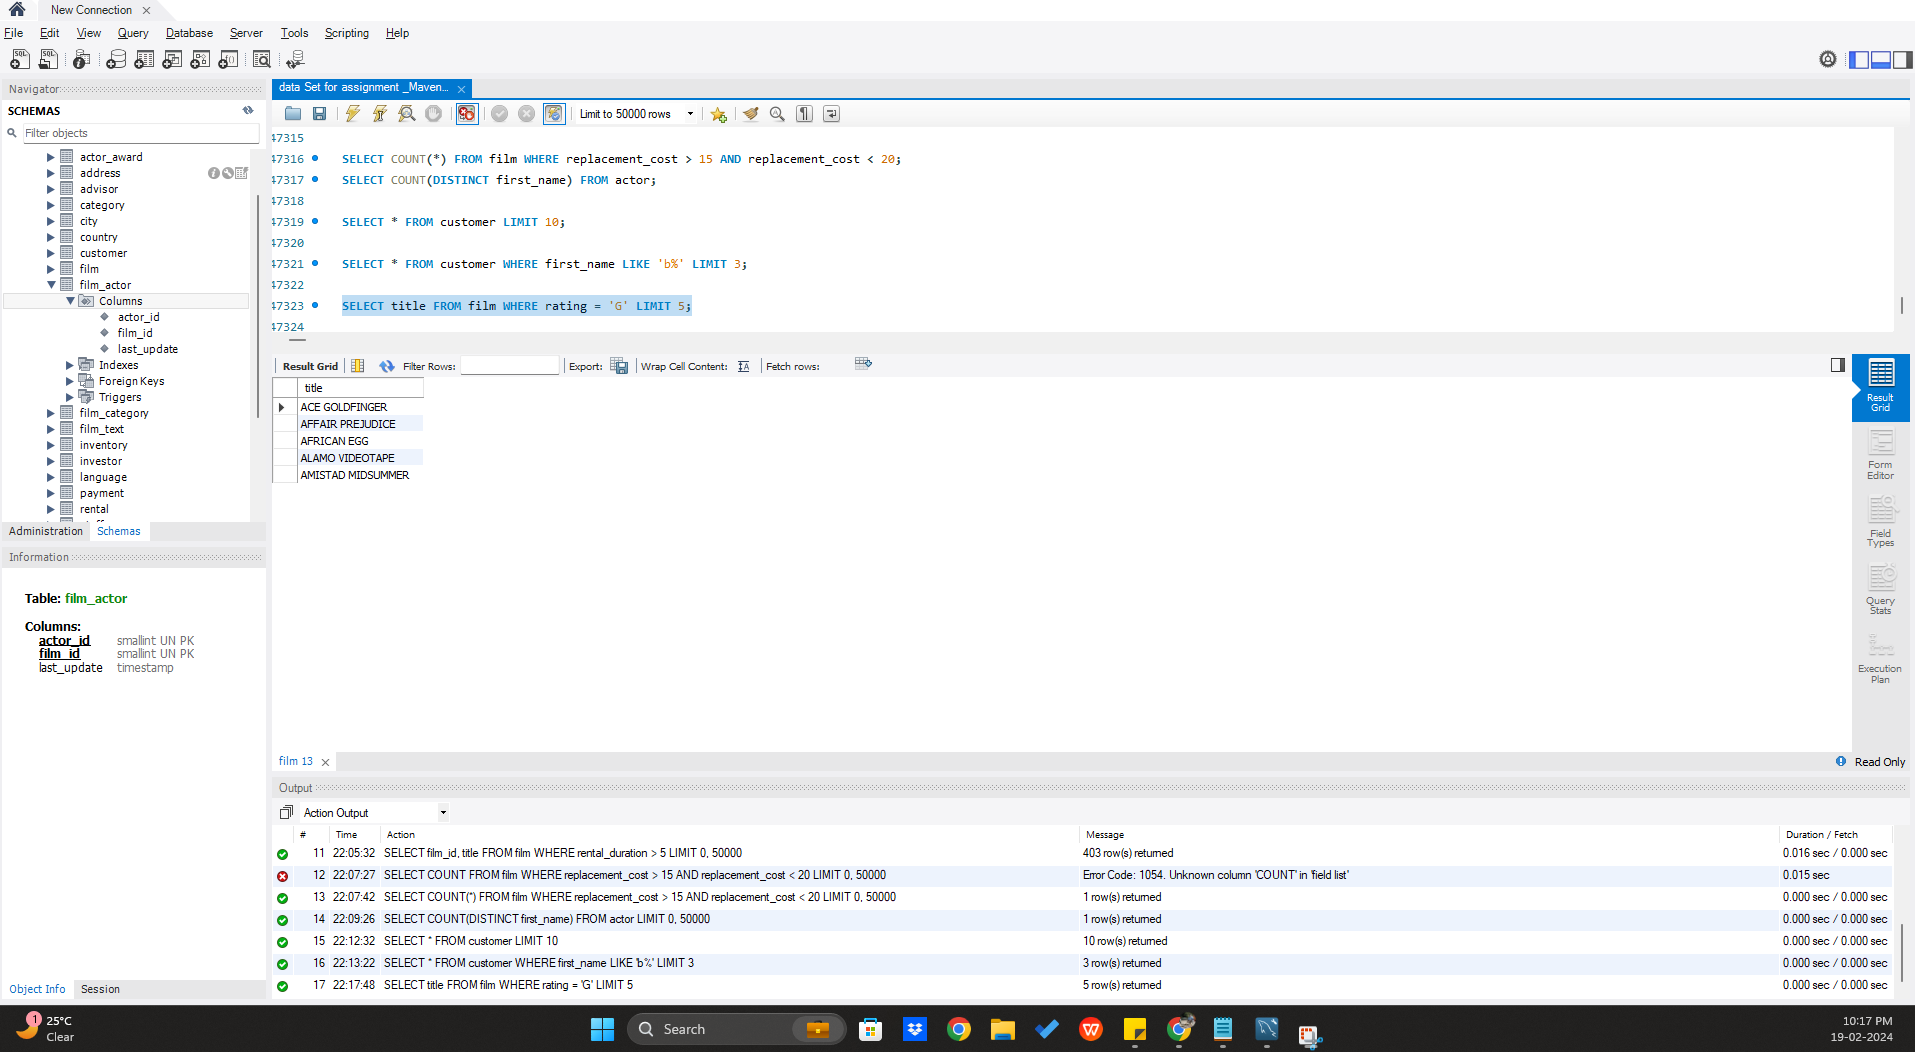 New Connection
File Edit View Query Database Server Tools Scripting Help
Navigator
SCHEMAS
Filter objects
actor_award
address
advisor
category
city
country
customer
film
film_actor
Columns
actor_id
film_id
last_update
Indexes
Foreign Keys
Triggers
film_category
film_text
inventory
investor
language
payment
rental
Administration Schemas
Information
Table: film_actor
Columns:
actor_id smallint UN PK
film_id smallint UN PK
last_update timestamp
Object Info Session
data Set for assignment _Maven...
Limit to 50000 rows
47315
47316 SELECT COUNT(*) FROM film WHERE replacement_cost > 15 AND replacement_cost < 20;
47317 SELECT COUNT(DISTINCT first_name) FROM actor;
47318
47319 SELECT * FROM customer LIMIT 10;
47320
47321 SELECT * FROM customer WHERE first_name LIKE 'b%' LIMIT 3;
47322
47323 SELECT title FROM film WHERE rating = 'G' LIMIT 5;
47324
Result Grid Filter Rows: Export: Wrap Cell Content: Fetch rows:
title
ACE GOLDFINGER
AFFAIR PREJUDICE
AFRICAN EGG
ALAMO VIDEOTAPE
AMISTAD MIDSUMMER
Result
Grid
Form
Editor
Field
Types
Query
Stats
Execution
Plan
film 13
Read Only
Output
Action Output
# Time Action Message Duration / Fetch
11 22:05:32 SELECT film_id, title FROM film WHERE rental_duration > 5 LIMIT 0, 50000 403 row(s) returned 0.016 sec / 0.000 sec
12 22:07:27 SELECT COUNT FROM film WHERE replacement_cost > 15 AND replacement_cost < 20 LIMIT 0, 50000 Error Code: 1054. Unknown column 'COUNT' in 'field list' 0.015 sec
13 22:07:42 SELECT COUNT(*) FROM film WHERE replacement_cost > 15 AND replacement_cost < 20 LIMIT 0, 50000 1 row(s) returned 0.000 sec / 0.000 sec
14 22:09:26 SELECT COUNT(DISTINCT first_name) FROM actor LIMIT 0, 50000 1 row(s) returned 0.000 sec / 0.000 sec
15 22:12:32 SELECT * FROM customer LIMIT 10 10 row(s) returned 0.000 sec / 0.000 sec
16 22:13:22 SELECT * FROM customer WHERE first_name LIKE 'b%' LIMIT 3 3 row(s) returned 0.000 sec / 0.000 sec
17 22:17:48 SELECT title FROM film WHERE rating = 'G' LIMIT 5 5 row(s) returned 0.000 sec / 0.000 sec
1
25°C
Clear
Search
10:17 PM
19-02-2024